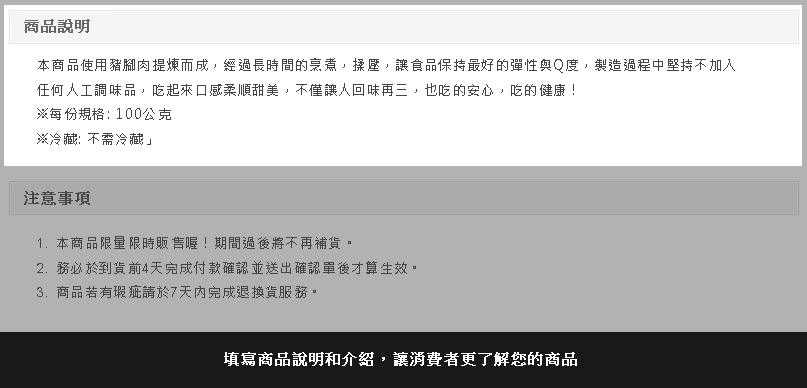 商品說明
本商品使用豬腳肉提煉而成，經過長時間的烹煮，揉壓，讓食品保持最好的彈性與Q度，製造過程中堅持不加入
任何人工調味品，吃起來口感柔順甜美，不僅讓人回味再三，也吃的安心，吃的健康！
※每份規格: 100公克
※冷藏: 不需冷藏」
注意事項
1. 本商品限量限時販售喔！期間過後將不再補貨。
2. 務必於到貨前4天完成付款確認並送出確認單後才算生效。
3. 商品若有瑕疵請於7天內完成退換貨服務。
填寫商品說明和介紹，讓消費者更了解您的商品